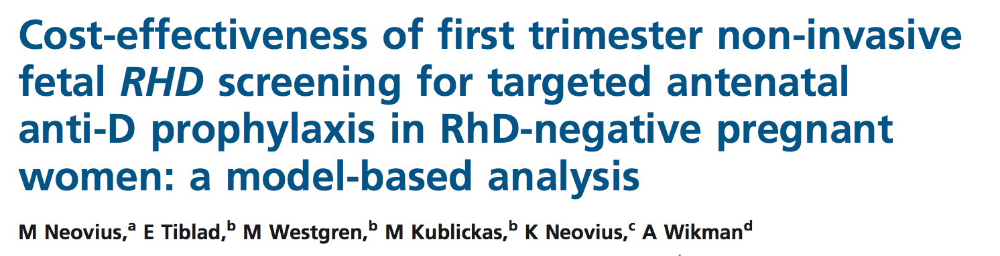 Cost-effectiveness of first trimester non-invasive
fetal RHD screening for targeted antenatal
anti-D prophylaxis in RhD-negative pregnant
women: a model-based analysis
M Neovius,a E Tiblad,b M Westgren,b M Kublickas,b K Neovius,c A Wikmand